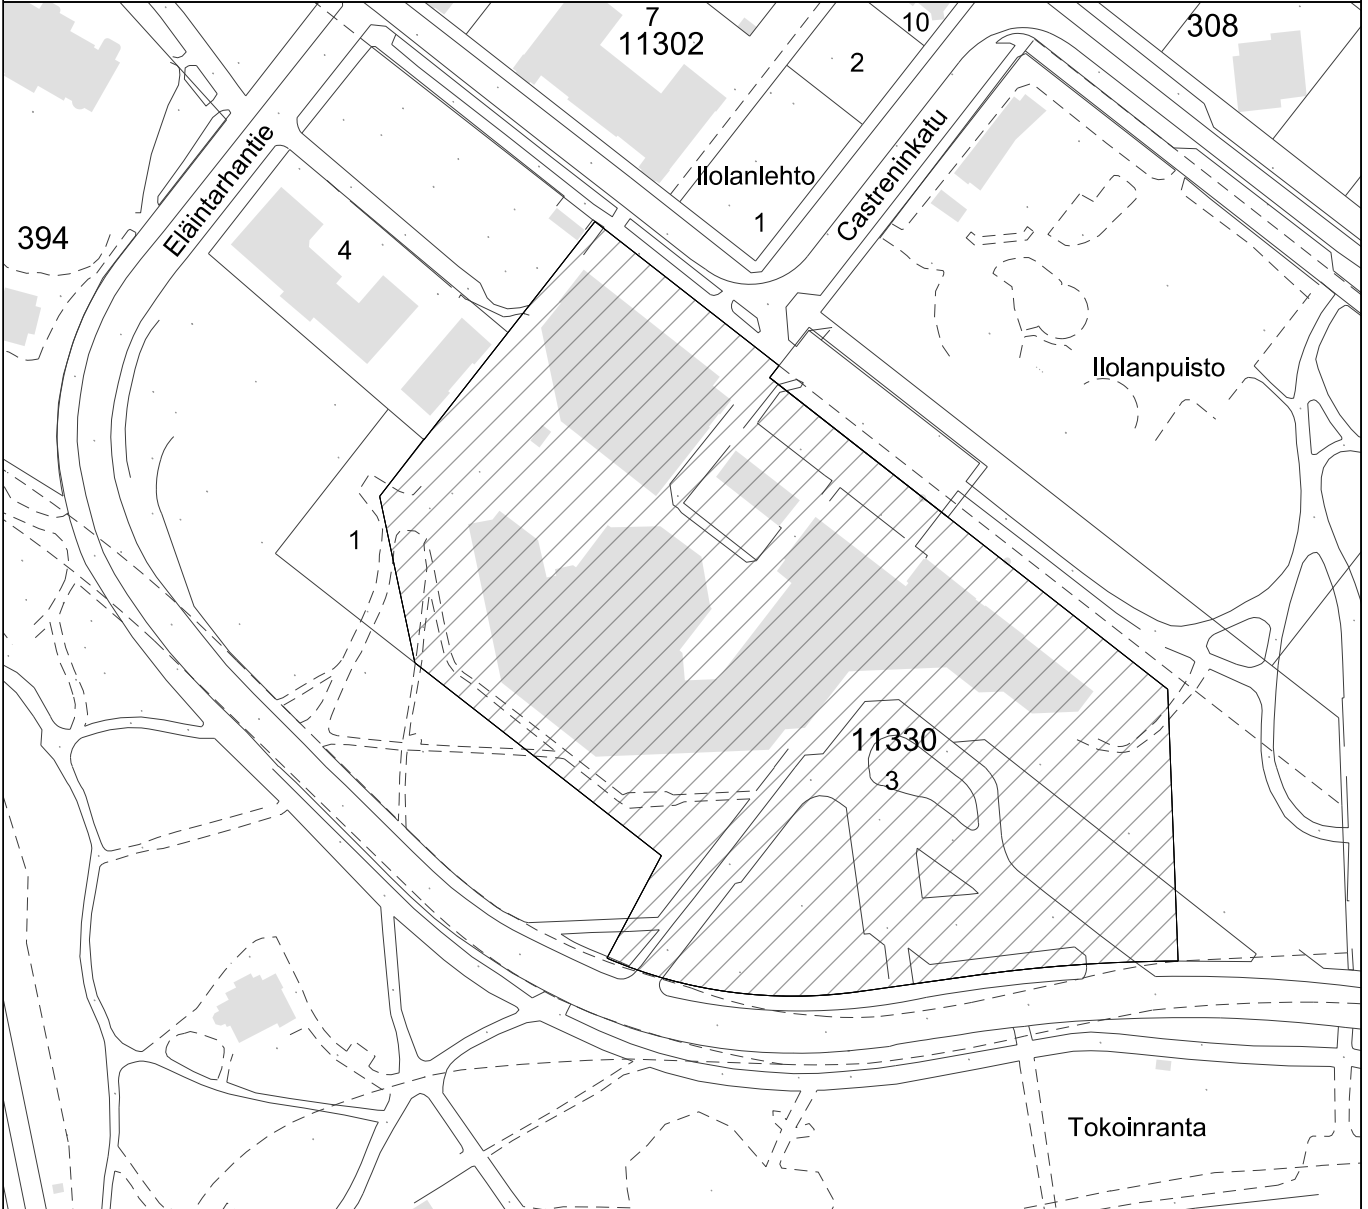 7
11302
10
308
2
Eläintarhantie
Castreninkatu
Ilolanlehto
1
394
4
Ilolanpuisto
1
11330
3
Tokoinranta